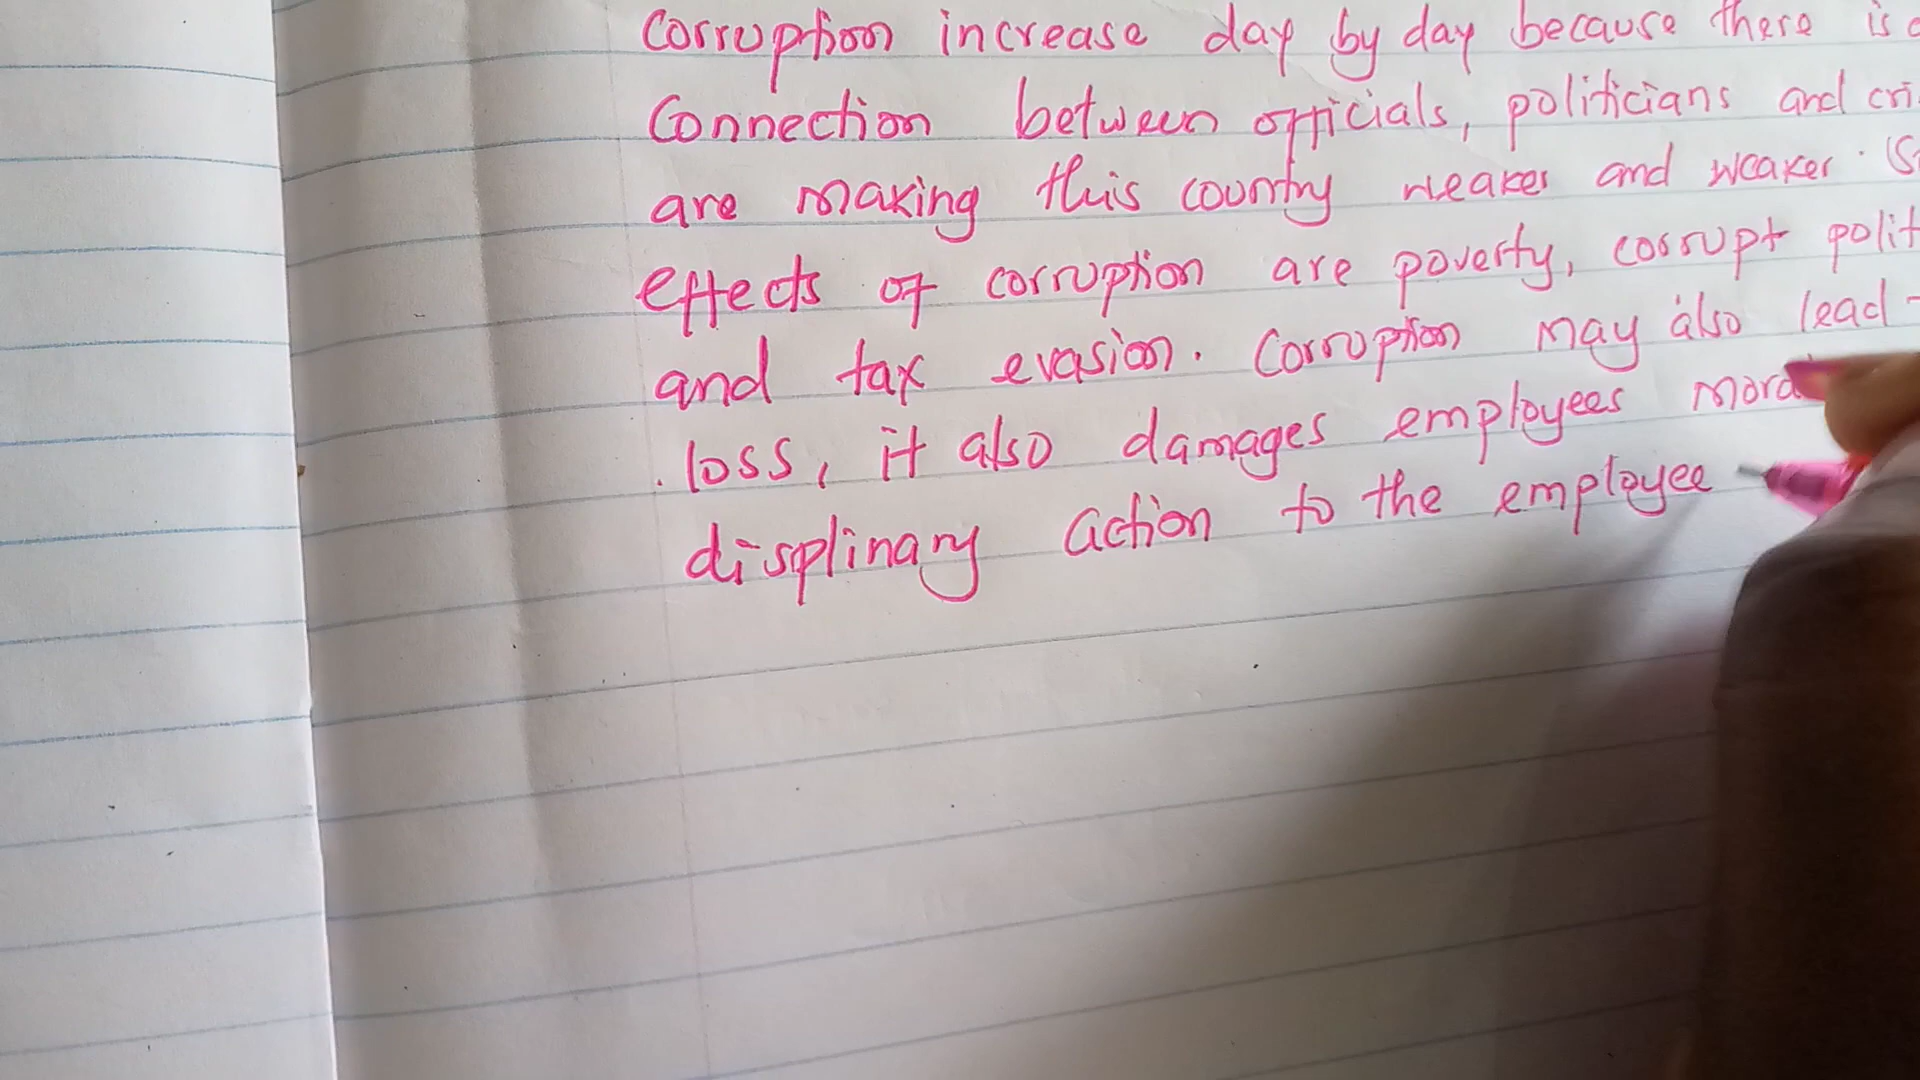 Corruption increase day by day because there is a
Connection between officials, politicians and
are making this country weaker and weaker.
effects of corruption are poverty, corrupt
and tax evasion. Corruption may also lead
loss, it also damages employees
displinary action to the employee